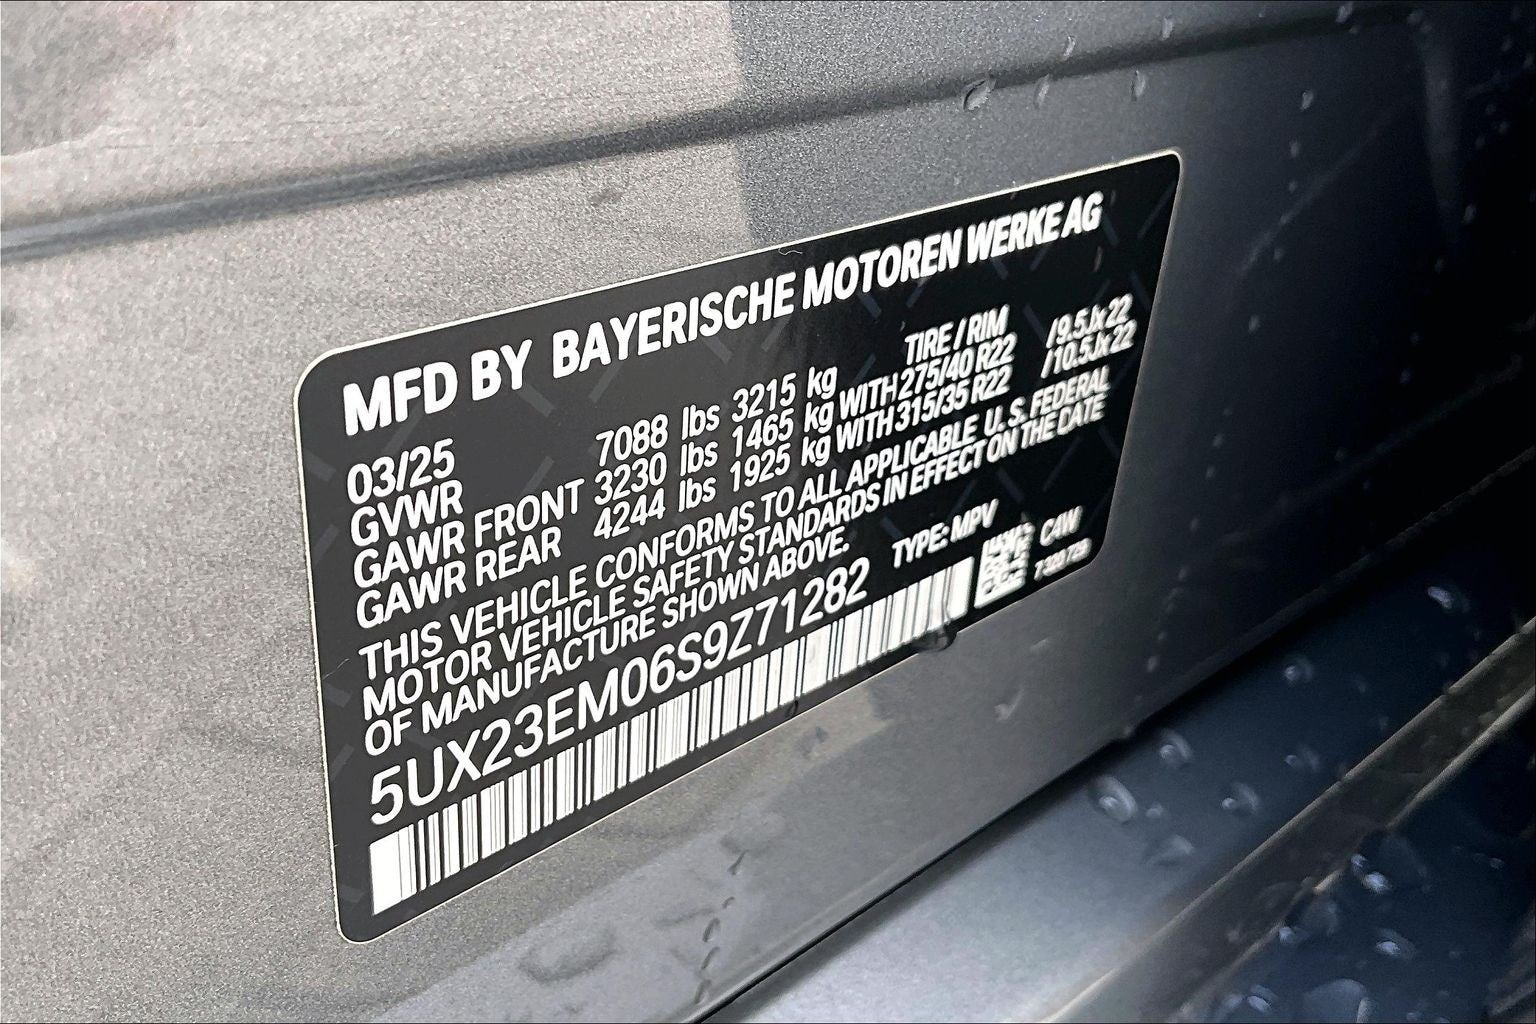 MFD BY BAYERISCHE MOTOREN WERKE AG
03/25 TIRE / RIM
GVWR 7088 lbs 3215 kg
GAWR FRONT 3230 lbs 1465 kg WITH 275/40 R22 /9.5Jx22
GAWR REAR 4244 lbs 1925 kg WITH 315/35 R22 /10.5Jx22
THIS VEHICLE CONFORMS TO ALL APPLICABLE U.S. FEDERAL
MOTOR VEHICLE SAFETY STANDARDS IN EFFECT ON THE DATE
OF MANUFACTURE SHOWN ABOVE.
5UX23EM06S9Z71282 TYPE: MPV
C4W